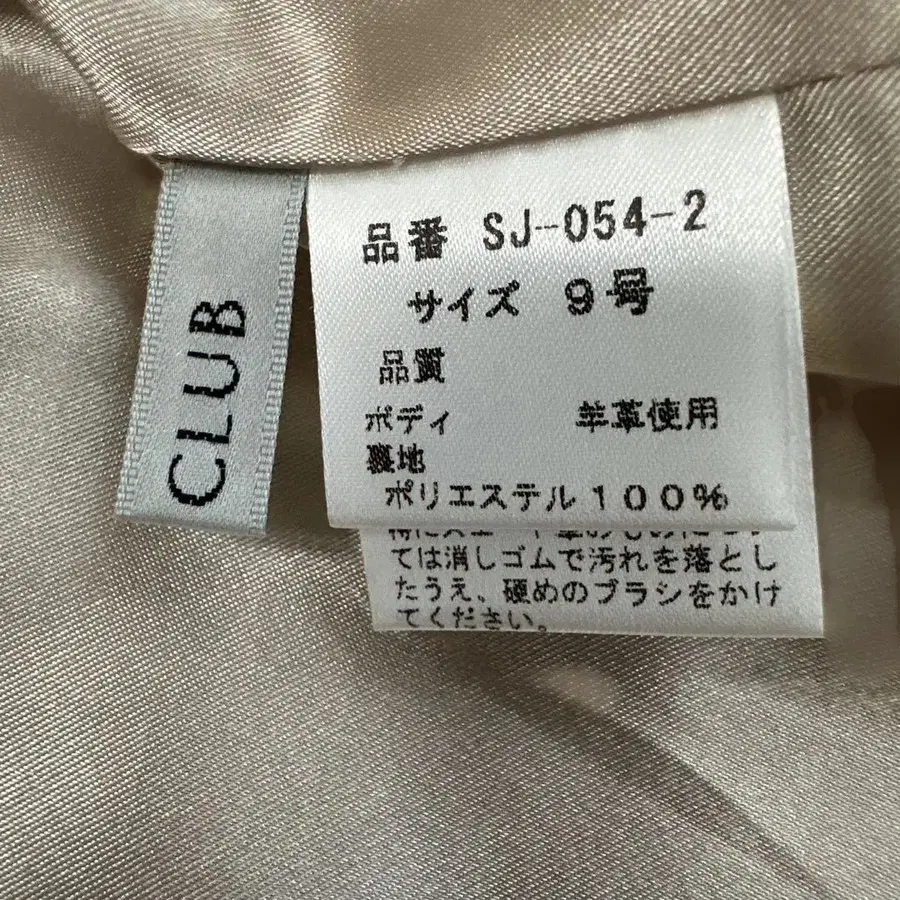 CLUB
品番 SJ-054-2
サイズ 9号
品質
ボディ 羊革使用
裏地
ポリエステル100%
ては消しゴムで汚れを落とし
たうえ、硬めのブラシをかけ
てください。